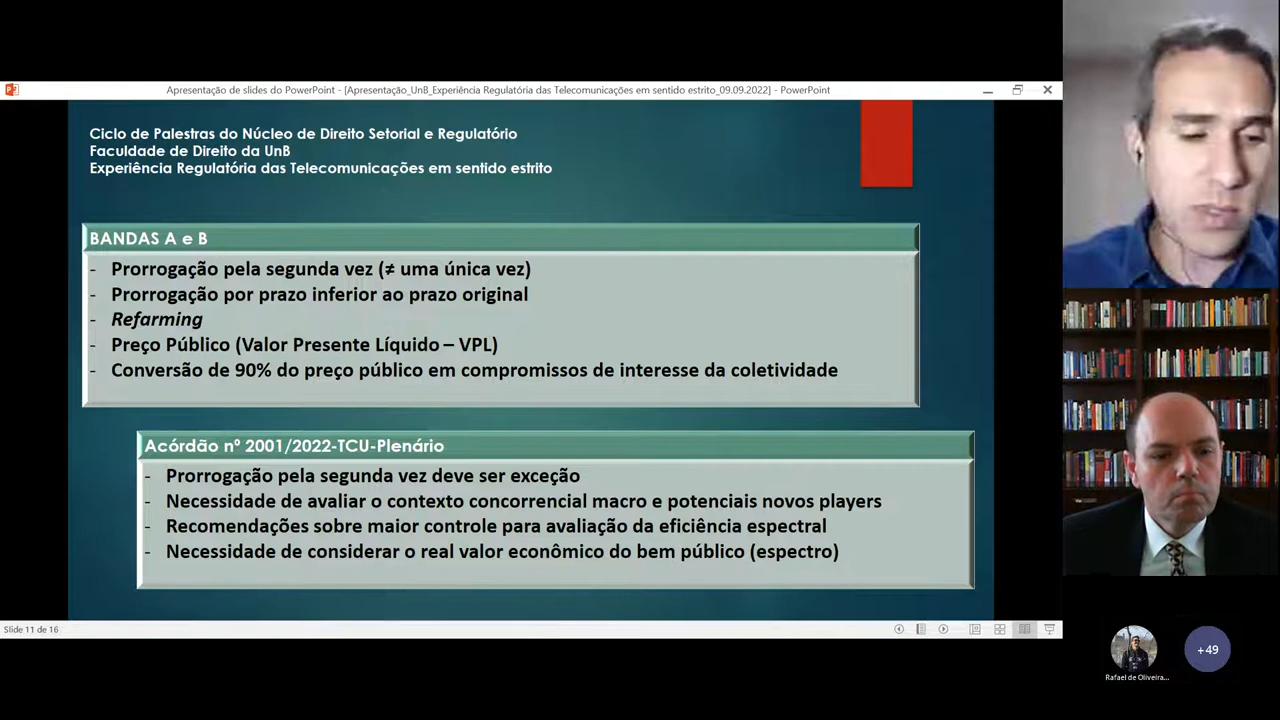 Apresentação de slides do PowerPoint - [Apresentação_UnB_Experiência Regulatória das Telecomunicações em sentido estrito_09.09.2022] - PowerPoint
Ciclo de Palestras do Núcleo de Direito Setorial e Regulatório
Faculdade de Direito da UnB
Experiência Regulatória das Telecomunicações em sentido estrito
BANDAS A e B
- Prorrogação pela segunda vez (≠ uma única vez)
- Prorrogação por prazo inferior ao prazo original
- Refarming
- Preço Público (Valor Presente Líquido – VPL)
- Conversão de 90% do preço público em compromissos de interesse da coletividade
Acórdão nº 2001/2022-TCU-Plenário
- Prorrogação pela segunda vez deve ser exceção
- Necessidade de avaliar o contexto concorrencial macro e potenciais novos players
- Recomendações sobre maior controle para avaliação da eficiência espectral
- Necessidade de considerar o real valor econômico do bem público (espectro)
Slide 11 de 16
+49
Rafael de Oliveira...